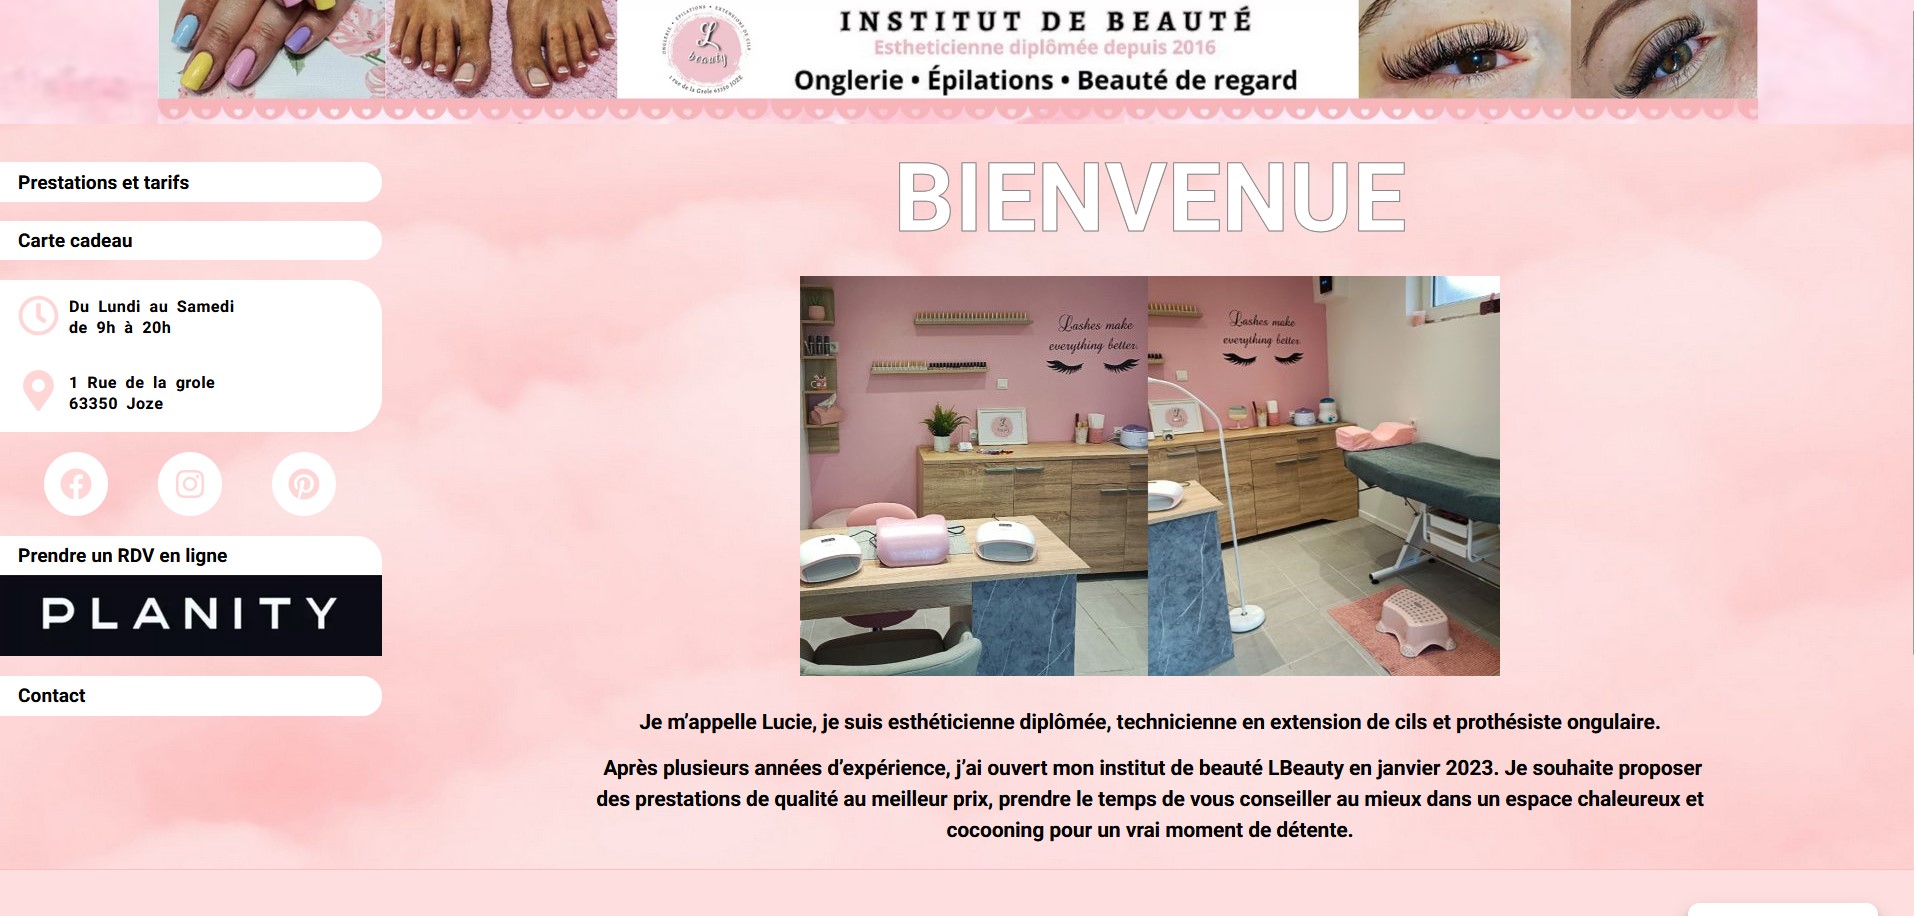 INSTITUT DE BEAUTÉ
Estheticienne diplômée depuis 2016
Onglerie • Épilations • Beauté de regard
ONGLERIE • ÉPILATIONS • EXTENSIONS DE CILS
L
beauty
1 rue de la Grole 63350 JOZE
Prestations et tarifs
Carte cadeau
Du Lundi au Samedi
de 9h à 20h
1 Rue de la grole
63350 Joze
Prendre un RDV en ligne
PLANITY
Contact
BIENVENUE
Lashes make
everything better.
Lashes make
everything better.
Je m’appelle Lucie, je suis esthéticienne diplômée, technicienne en extension de cils et prothésiste ongulaire.
Après plusieurs années d’expérience, j’ai ouvert mon institut de beauté LBeauty en janvier 2023. Je souhaite proposer
des prestations de qualité au meilleur prix, prendre le temps de vous conseiller au mieux dans un espace chaleureux et
cocooning pour un vrai moment de détente.